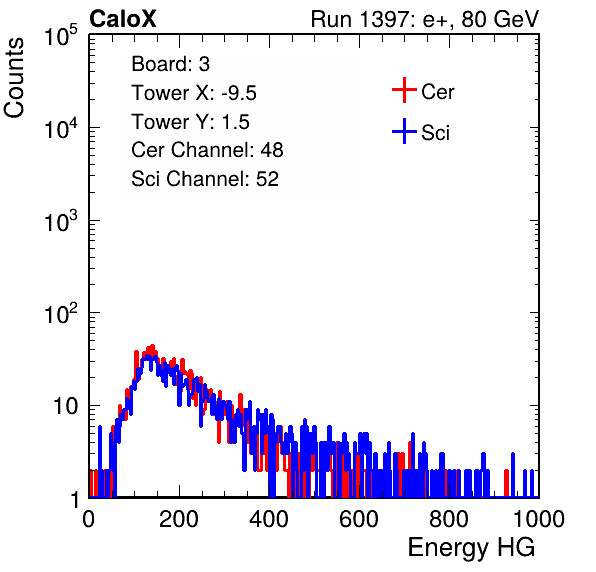 CaloX Run 1397: e+, 80 GeV
Counts
Board: 3
Tower X: -9.5
Tower Y: 1.5
Cer Channel: 48
Sci Channel: 52
Cer
Sci
10^5
10^4
10^3
10^2
10
1
0 200 400 600 800 1000
Energy HG